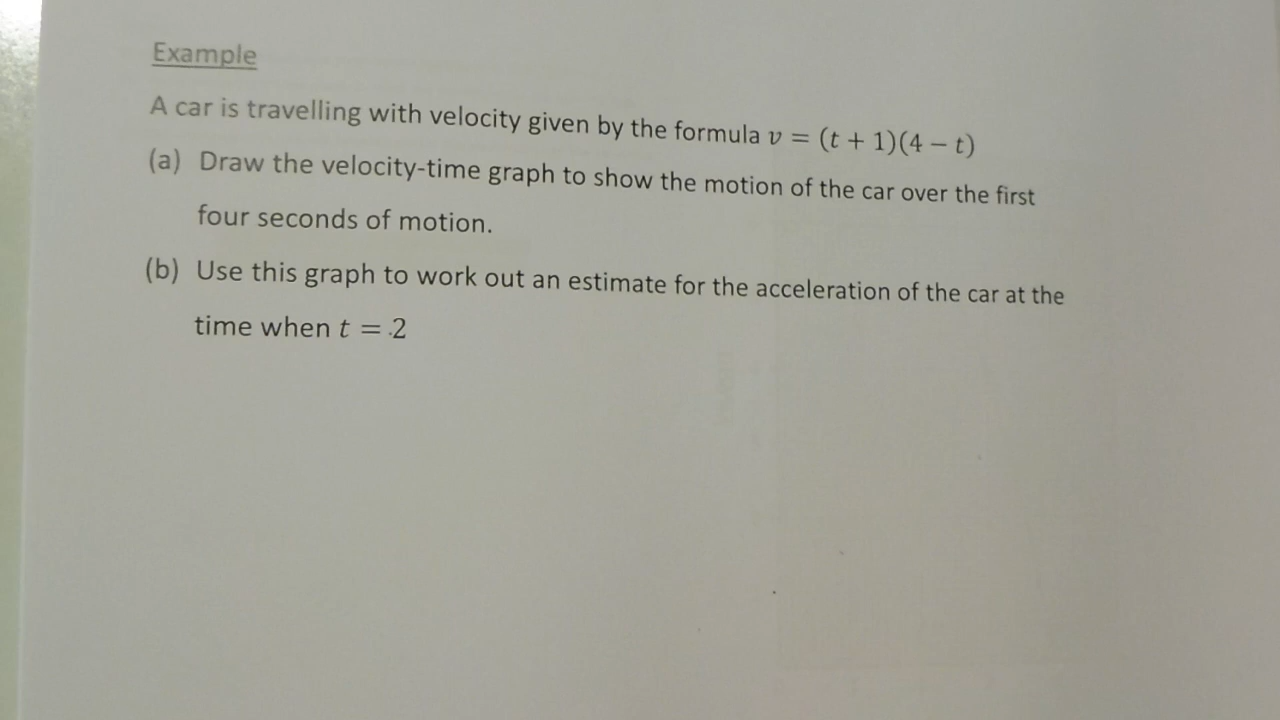 Example
A car is travelling with velocity given by the formula v = (t + 1)(4 – t)
(a) Draw the velocity-time graph to show the motion of the car over the first
four seconds of motion.
(b) Use this graph to work out an estimate for the acceleration of the car at the
time when t = 2